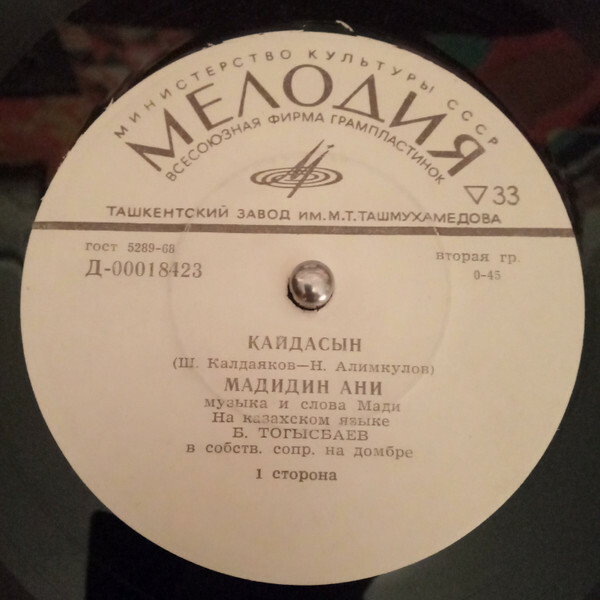 МИНИСТЕРСТВО КУЛЬТУРЫ СССР
МЕЛОДИЯ
ВСЕСОЮЗНАЯ ФИРМА ГРАМПЛАСТИНОК
▽33
ТАШКЕНТСКИЙ ЗАВОД ИМ. М.Т. ТАШМУХАМЕДОВА
гост 5289-68
вторая гр.
Д-00018423
0-45
ҚАЙДАСЫН
(Ш. Калдаяков—Н. Алимкулов)
МАДИДИН АНИ
музыка и слова Мади
На казахском языке
Б. ТОГЫСБАЕВ
в собств. сопр. на домбре
1 сторона